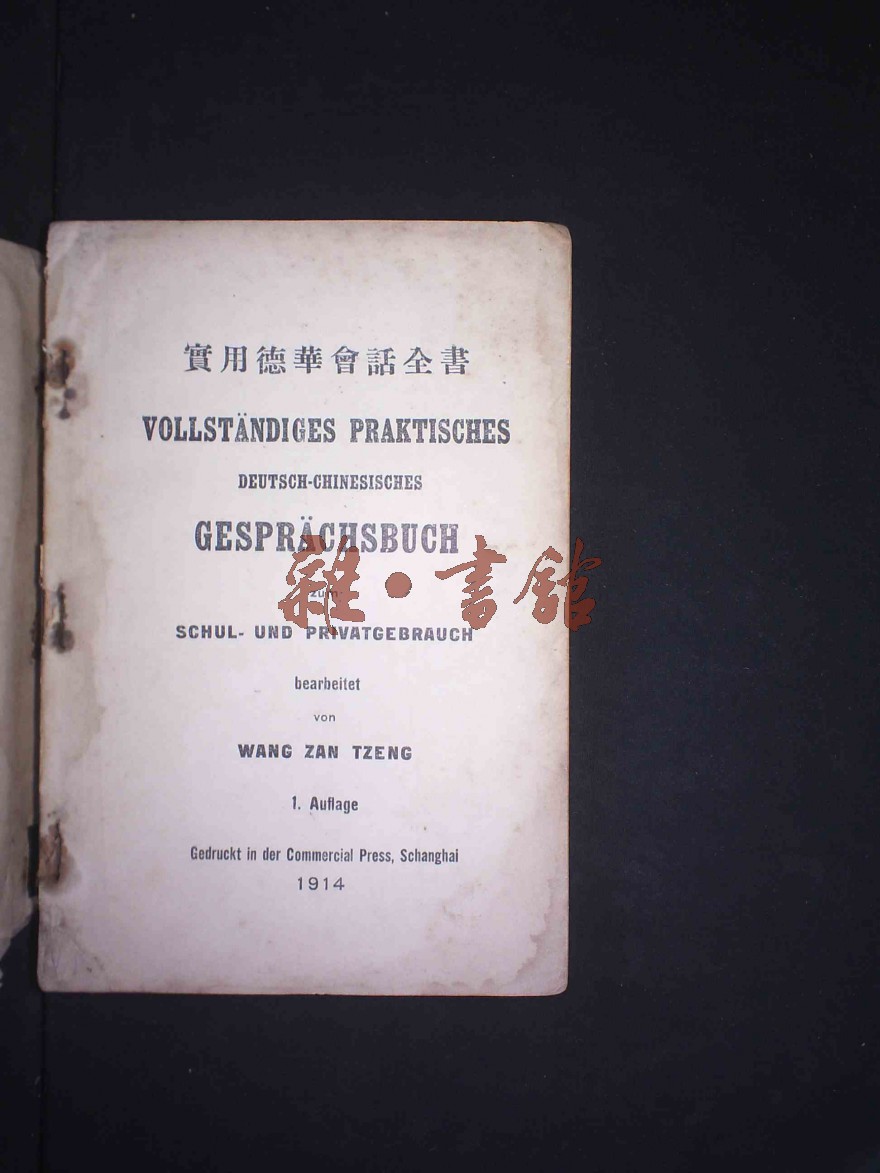 實用德華會話全書
VOLLSTÄNDIGES PRAKTISCHES
DEUTSCH-CHINESISCHES
GESPRÄCHSBUCH
雜·書館
zum
SCHUL- UND PRIVATGEBRAUCH
bearbeitet
von
WANG ZAN TZENG
1. Auflage
Gedruckt in der Commercial Press, Schanghai
1914